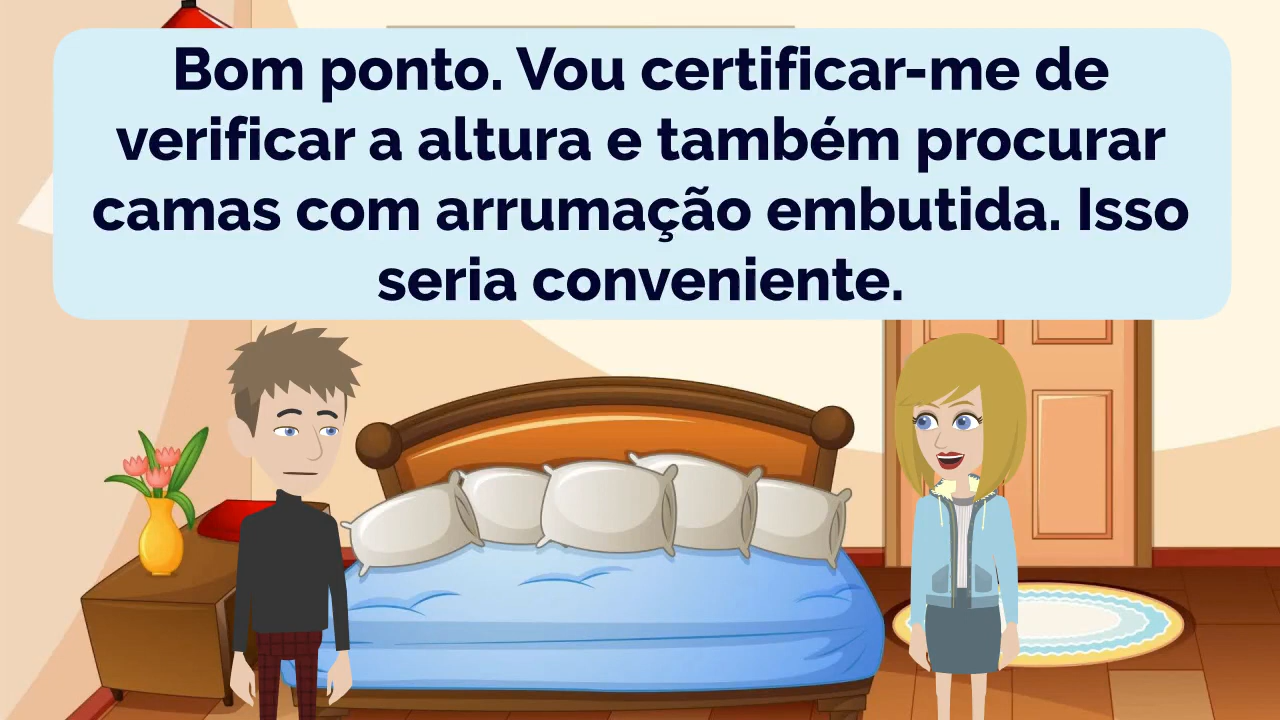 Bom ponto. Vou certificar-me de
verificar a altura e também procurar
camas com arrumação embutida. Isso
seria conveniente.